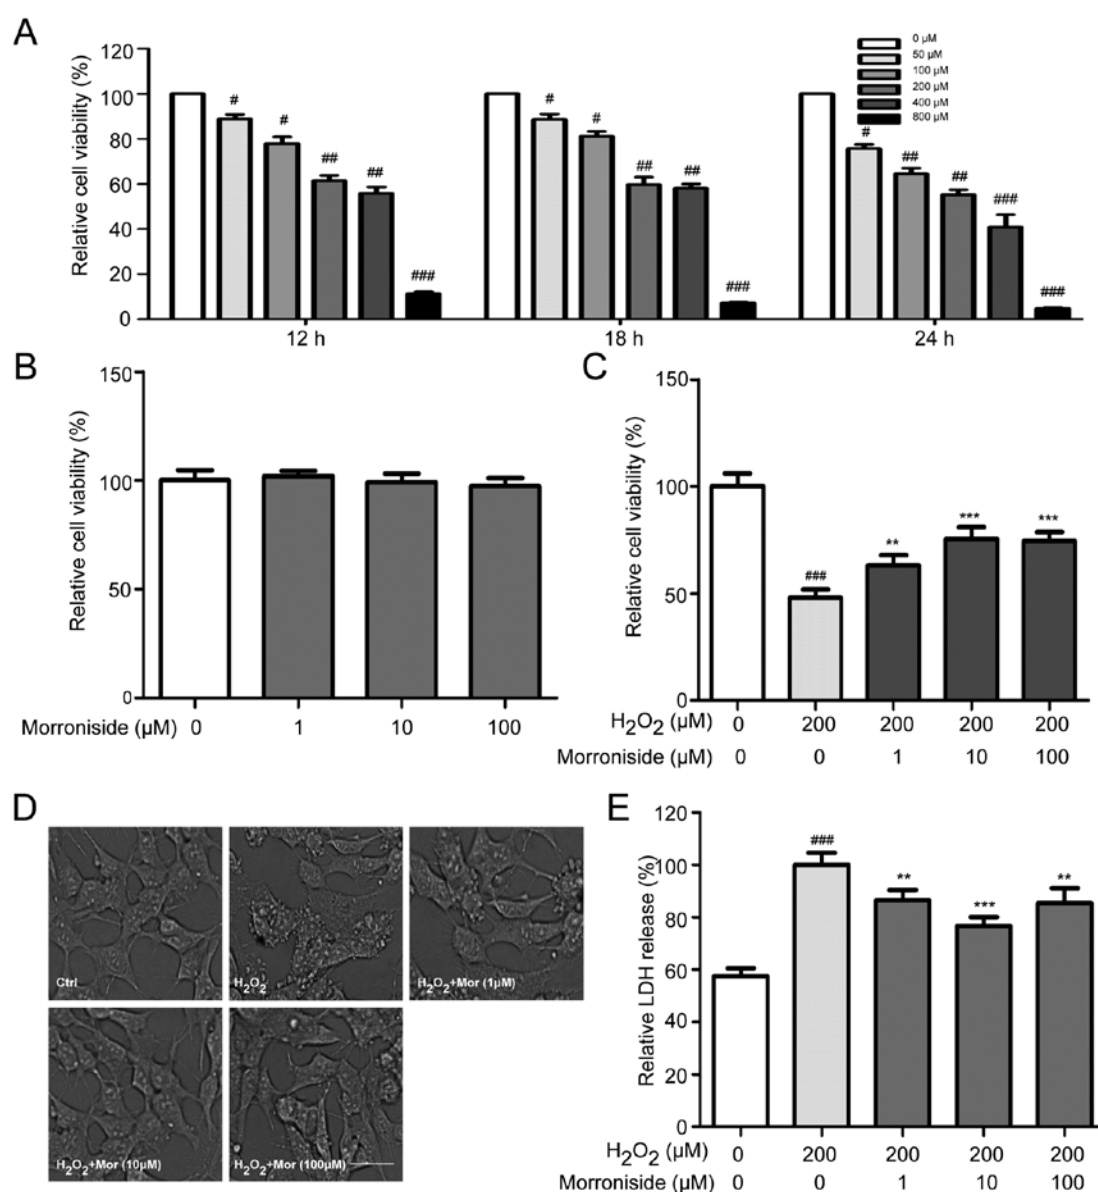 A
Relative cell viability (%)
120
100
80
60
40
20
0
0 µM
50 µM
100 µM
200 µM
400 µM
800 µM
# # ## ## ###
# # ## ## ###
# ## ## ### ###
12 h 18 h 24 h
B
Relative cell viability (%)
150
100
50
0
Morroniside (µM) 0 1 10 100
C
Relative cell viability (%)
150
100
50
0
### ** *** ***
H2O2 (µM) 0 200 200 200 200
Morroniside (µM) 0 0 1 10 100
D
Ctrl
H2O2
H2O2+Mor (1µM)
H2O2+Mor (10µM)
H2O2+Mor (100µM)
E
Relative LDH release (%)
120
100
80
60
40
20
0
### ** *** **
H2O2 (µM) 0 200 200 200 200
Morroniside (µM) 0 0 1 10 100